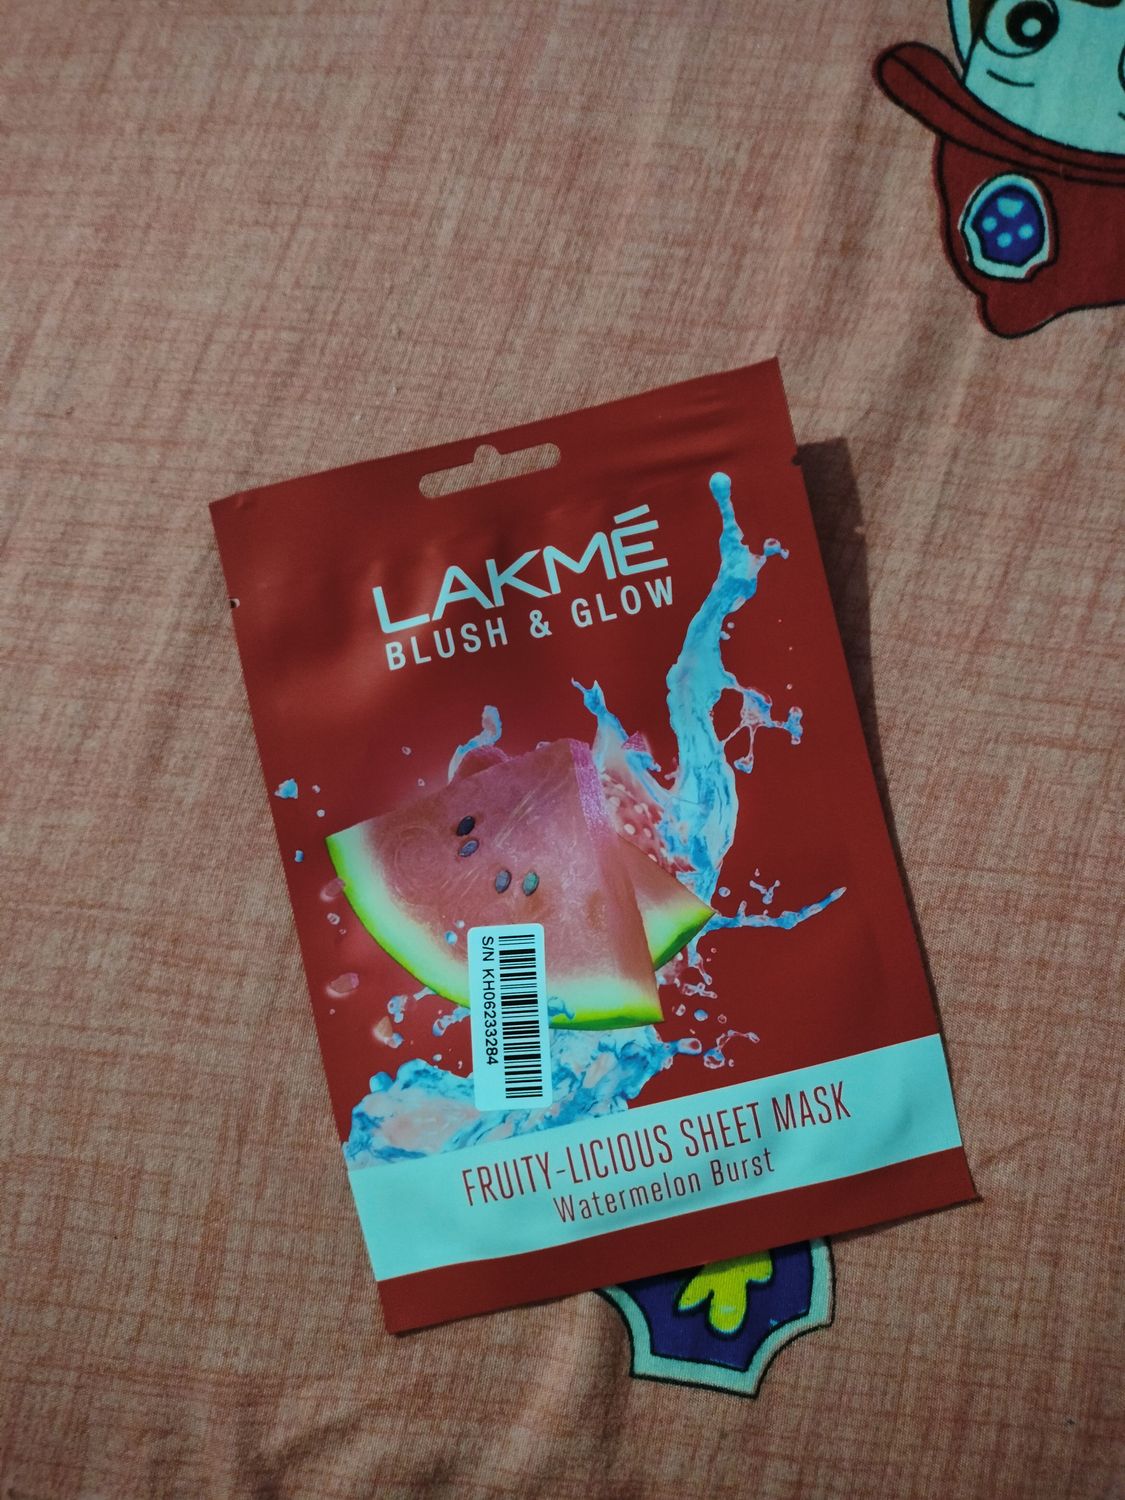 LAKMÉ
BLUSH & GLOW
S/N KH06233284
FRUITY-LICIOUS SHEET MASK
Watermelon Burst